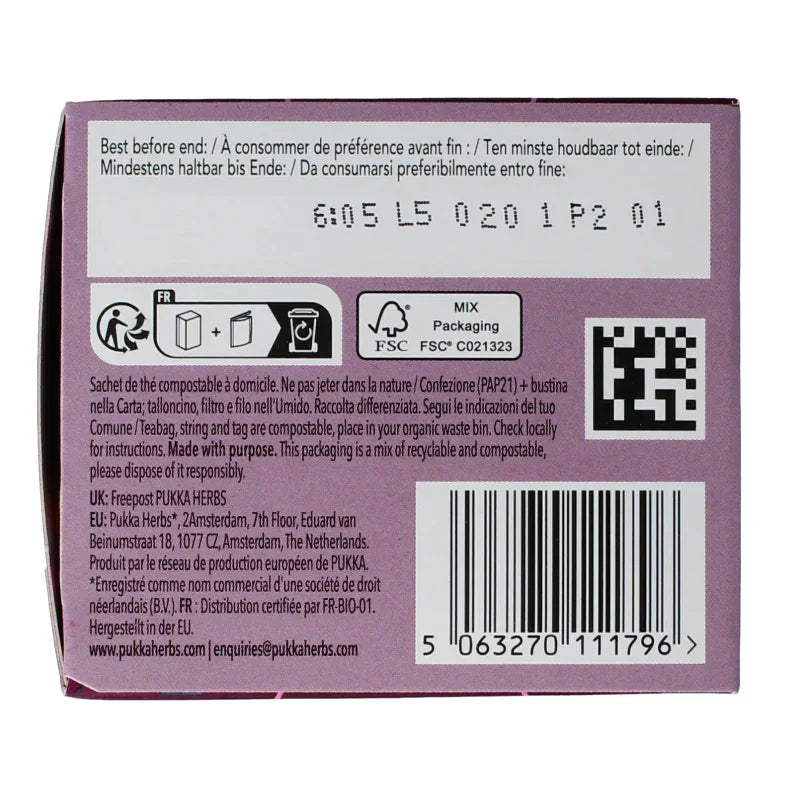 Best before end: / À consommer de préférence avant fin : / Ten minste houdbaar tot einde: /
Mindestens haltbar bis Ende: / Da consumarsi preferibilmente entro fine:
6:05 L5 020 1 P2 01
FR
+
FSC
MIX
Packaging
FSC® C021323
Sachet de thé compostable à domicile. Ne pas jeter dans la nature / Confezione (PAP21) + bustina
nella Carta; talloncino, filtro e filo nell'Umido. Raccolta differenziata. Segui le indicazioni del tuo
Comune / Teabag, string and tag are compostable, place in your organic waste bin. Check locally
for instructions. Made with purpose. This packaging is a mix of recyclable and compostable,
please dispose of it responsibly.
UK: Freepost PUKKA HERBS
EU: Pukka Herbs*, 2Amsterdam, 7th Floor, Eduard van
Beinumstraat 18, 1077 CZ, Amsterdam, The Netherlands.
Produit par le réseau de production européen de PUKKA.
*Enregistré comme nom commercial d'une société de droit
néerlandais (B.V.). FR : Distribution certifiée par FR-BIO-01.
Hergestellt in der EU.
www.pukkaherbs.com | enquiries@pukkaherbs.com
5 063270 111796 >